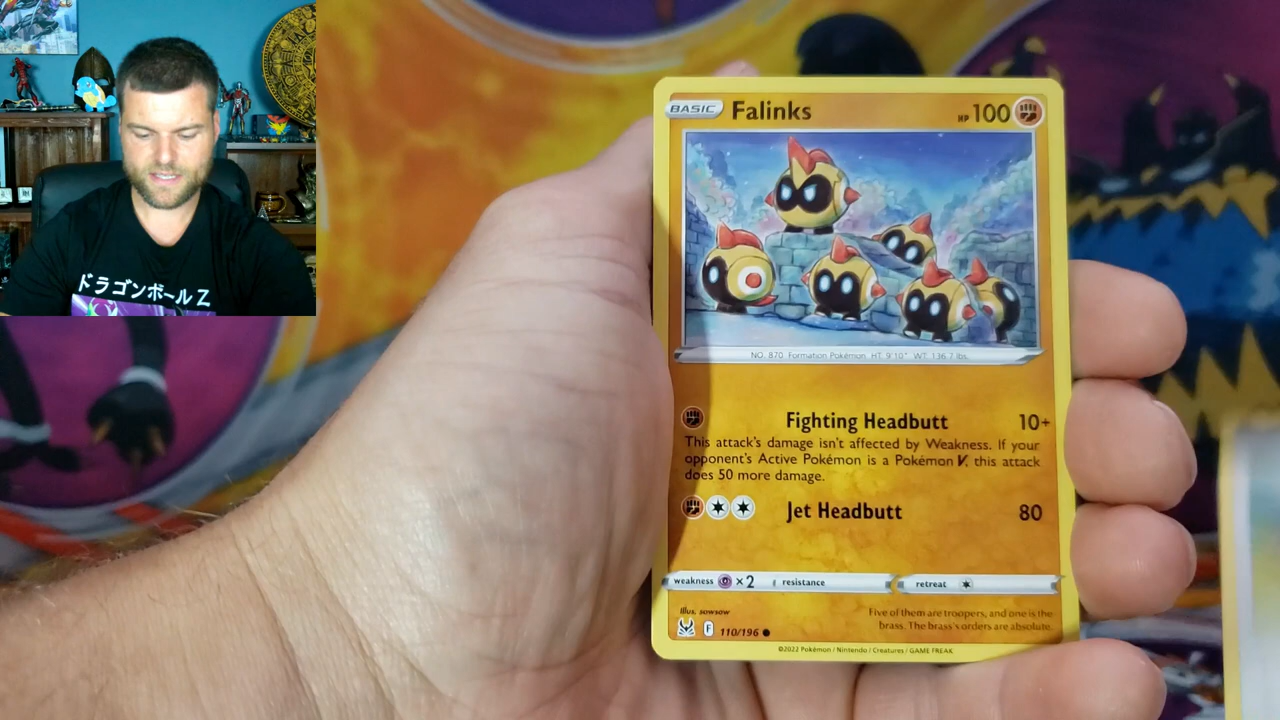 ドラゴンボールZ
BASIC Falinks HP 100
NO. 870 Formation Pokémon HT: 9'10" WT: 136.7 lbs.
Fighting Headbutt 10+
This attack's damage isn't affected by Weakness. If your
opponent's Active Pokémon is a Pokémon V, this attack
does 50 more damage.
Jet Headbutt 80
weakness ×2 resistance retreat
Illus. sowsow
F 110/196
Five of them are troopers, and one is the
brass. The brass's orders are absolute.
©2022 Pokémon / Nintendo / Creatures / GAME FREAK